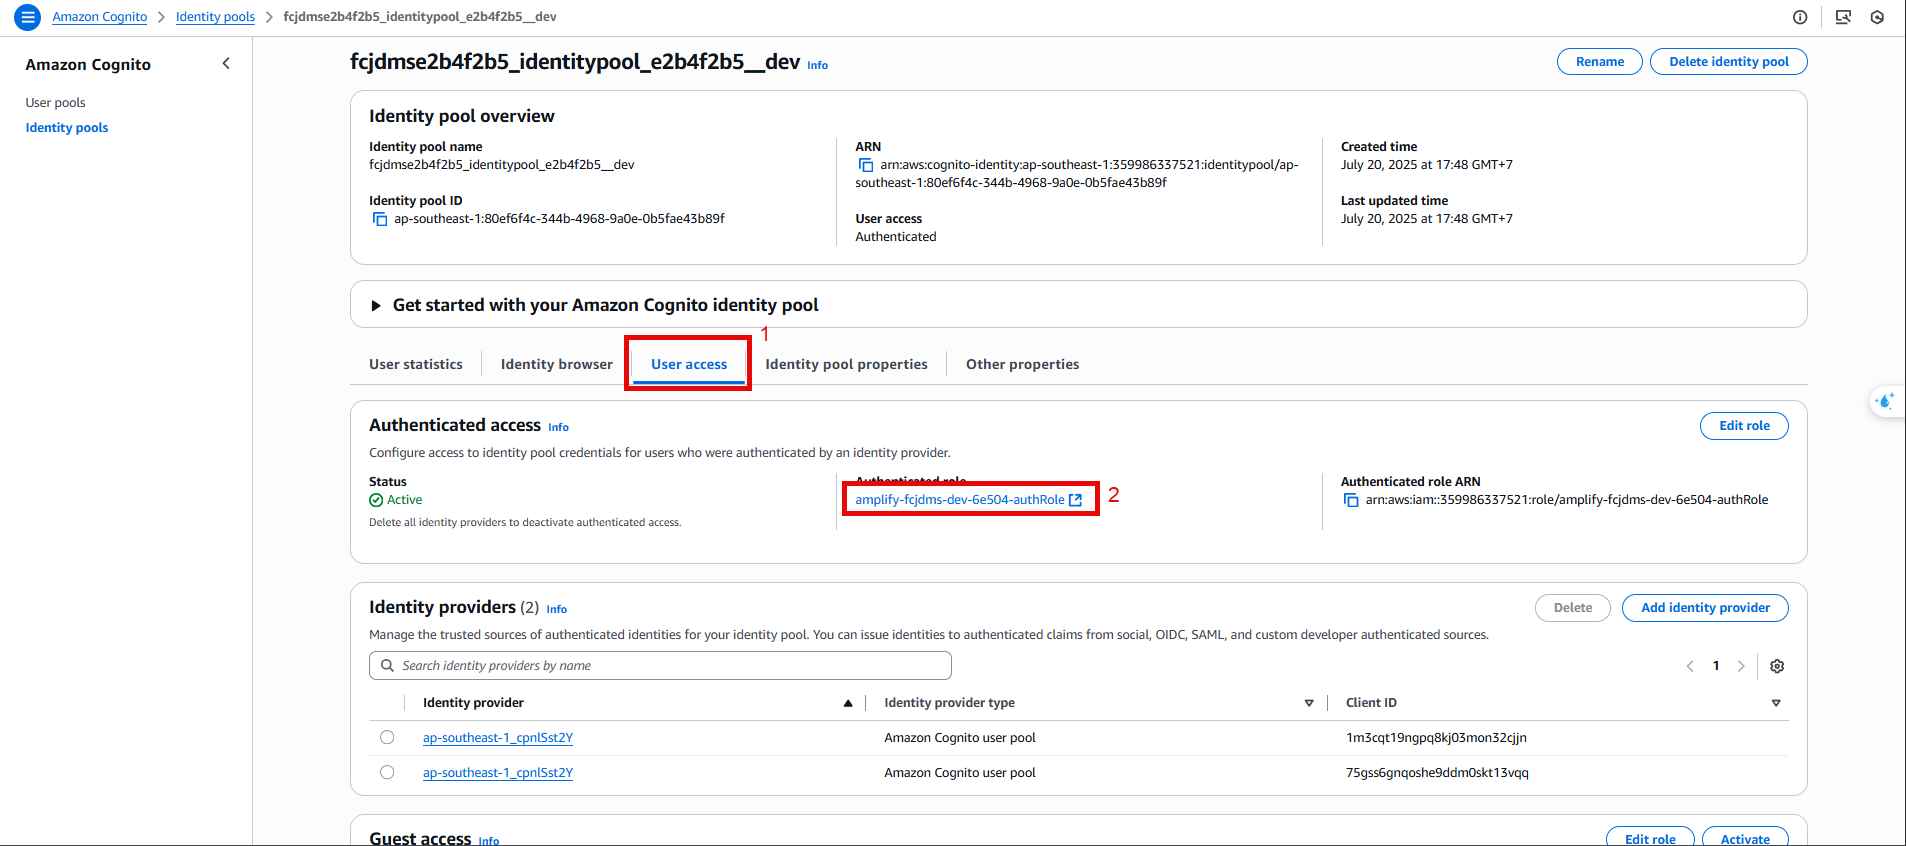 Amazon Cognito > Identity pools > fcjdmse2b4f2b5_identitypool_e2b4f2b5__dev
Amazon Cognito
User pools
Identity pools
fcjdmse2b4f2b5_identitypool_e2b4f2b5__dev Info
Rename
Delete identity pool
Identity pool overview
Identity pool name
fcjdmse2b4f2b5_identitypool_e2b4f2b5__dev
Identity pool ID
ap-southeast-1:80ef6f4c-344b-4968-9a0e-0b5fae43b89f
ARN
arn:aws:cognito-identity:ap-southeast-1:359986337521:identitypool/ap-
southeast-1:80ef6f4c-344b-4968-9a0e-0b5fae43b89f
User access
Authenticated
Created time
July 20, 2025 at 17:48 GMT+7
Last updated time
July 20, 2025 at 17:48 GMT+7
Get started with your Amazon Cognito identity pool
1
User statistics
Identity browser
User access
Identity pool properties
Other properties
Authenticated access Info
Edit role
Configure access to identity pool credentials for users who were authenticated by an identity provider.
Status
Active
Delete all identity providers to deactivate authenticated access.
Authenticated role
amplify-fcjdms-dev-6e504-authRole
2
Authenticated role ARN
arn:aws:iam::359986337521:role/amplify-fcjdms-dev-6e504-authRole
Identity providers (2) Info
Delete
Add identity provider
Manage the trusted sources of authenticated identities for your identity pool. You can issue identities to authenticated claims from social, OIDC, SAML, and custom developer authenticated sources.
Search identity providers by name
1
Identity provider
Identity provider type
Client ID
ap-southeast-1_cpnlSst2Y
Amazon Cognito user pool
1m3cqt19ngpq8kj03mon32cjjn
ap-southeast-1_cpnlSst2Y
Amazon Cognito user pool
75gss6gnqoshe9ddm0skt13vqq
Guest access Info
Edit role
Activate